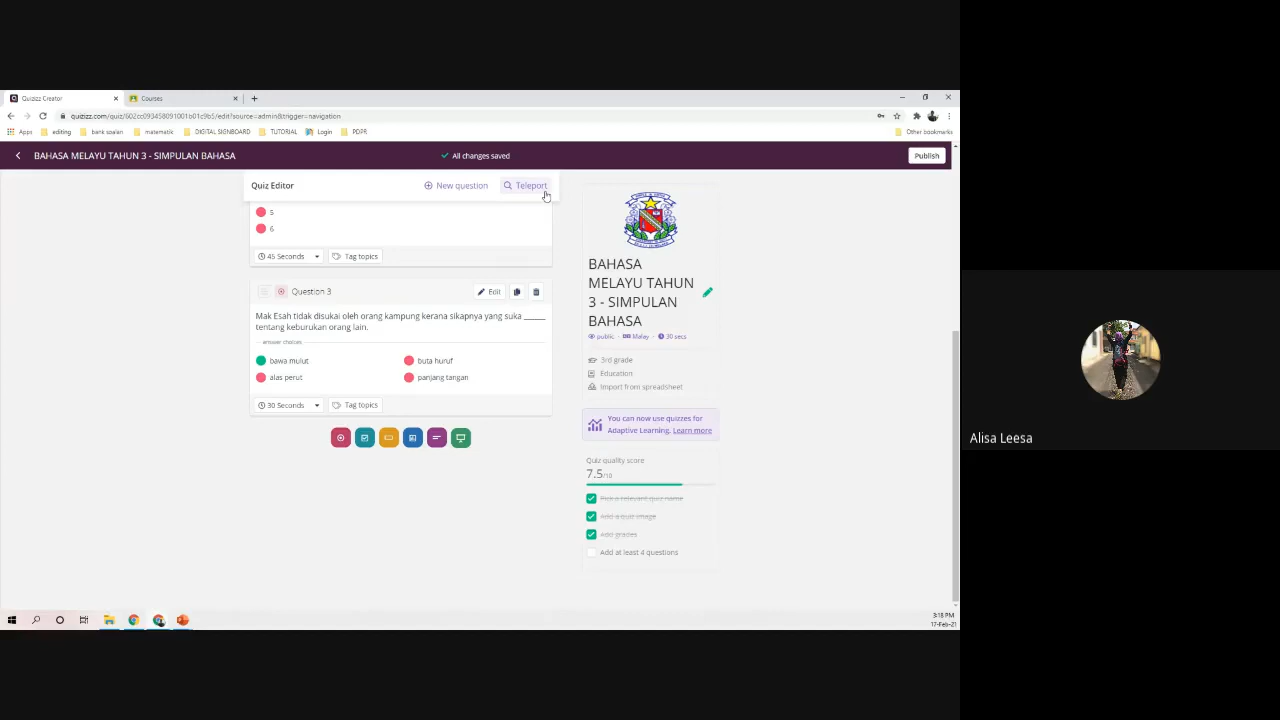 Quizizz Creator
Courses
quizizz.com/quiz/602cc093458091001b01c9b5/edit?source=admin&trigger=navigation
Apps
editing
bank soalan
matematik
DIGITAL SIGNBOARD
TUTORIAL
Login
PDPR
Other bookmarks
BAHASA MELAYU TAHUN 3 - SIMPULAN BAHASA
All changes saved
Publish
Quiz Editor
New question
Teleport
5
6
45 Seconds
Tag topics
Question 3
Edit
Mak Esah tidak disukai oleh orang kampung kerana sikapnya yang suka ______
tentang keburukan orang lain.
answer choices
bawa mulut
buta huruf
alas perut
panjang tangan
30 Seconds
Tag topics
BAHASA
MELAYU TAHUN
3 - SIMPULAN
BAHASA
public
Malay
30 secs
3rd grade
Education
Import from spreadsheet
You can now use quizzes for
Adaptive Learning. Learn more
Quiz quality score
7.5/10
Pick a relevant quiz name
Add a quiz image
Add grades
Add at least 4 questions
3:18 PM
17-Feb-21
Alisa Leesa